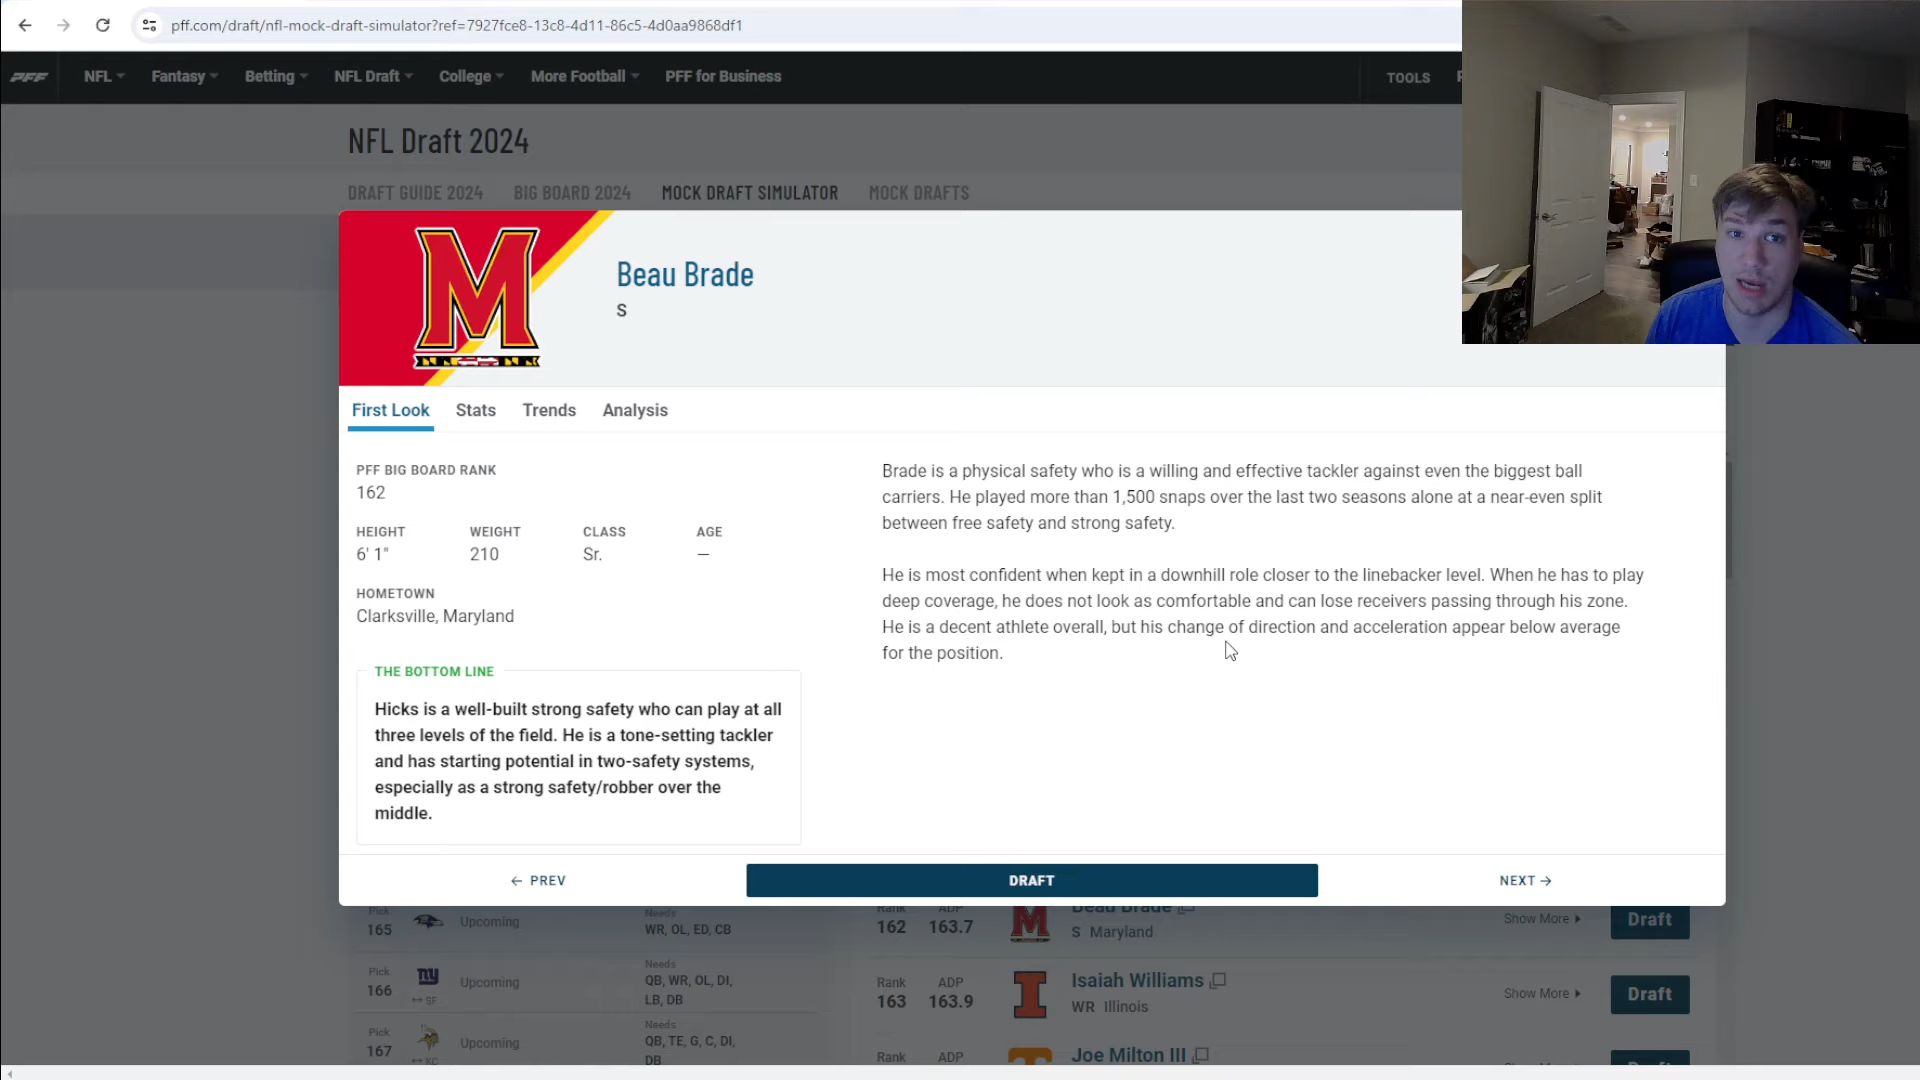 pff.com/draft/nfl-mock-draft-simulator?ref=7927fce8-13c8-4d11-86c5-4d0aa9868df1
PFF NFL Fantasy Betting NFL Draft College More Football PFF for Business TOOLS
NFL Draft 2024
DRAFT GUIDE 2024 BIG BOARD 2024 MOCK DRAFT SIMULATOR MOCK DRAFTS
M
Beau Brade
S
First Look Stats Trends Analysis
PFF BIG BOARD RANK
162
HEIGHT WEIGHT CLASS AGE
6' 1" 210 Sr. —
HOMETOWN
Clarksville, Maryland
THE BOTTOM LINE
Hicks is a well-built strong safety who can play at all
three levels of the field. He is a tone-setting tackler
and has starting potential in two-safety systems,
especially as a strong safety/robber over the
middle.
Brade is a physical safety who is a willing and effective tackler against even the biggest ball
carriers. He played more than 1,500 snaps over the last two seasons alone at a near-even split
between free safety and strong safety.
He is most confident when kept in a downhill role closer to the linebacker level. When he has to play
deep coverage, he does not look as comfortable and can lose receivers passing through his zone.
He is a decent athlete overall, but his change of direction and acceleration appear below average
for the position.
← PREV DRAFT NEXT →
Pick Needs
165 Upcoming WR, OL, ED, CB
Pick Needs
166 ny Upcoming QB, WR, OL, DI,
↔ SF LB, DB
Pick Needs
167 Upcoming QB, TE, G, C, DI,
↔ KC DB
Rank ADP Beau Brade
162 163.7 M S Maryland Show More Draft
Rank ADP Isaiah Williams
163 163.9 I WR Illinois Show More Draft
Rank ADP Joe Milton III
Draft